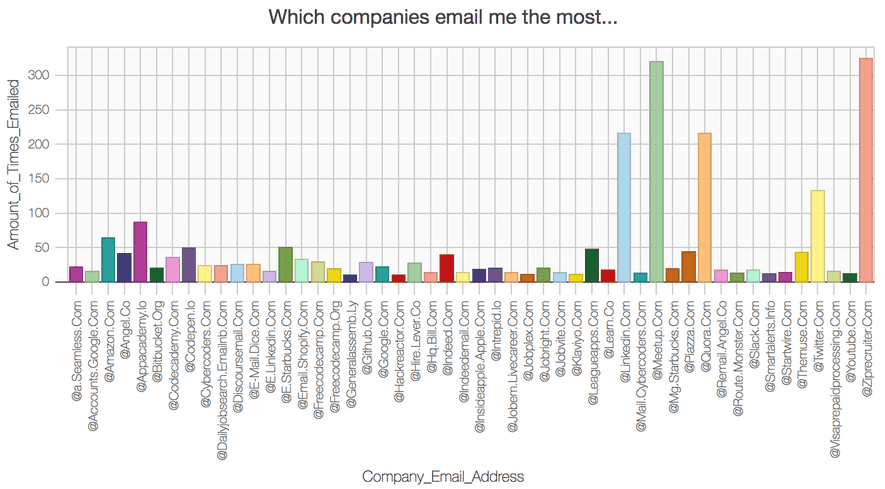 Which companies email me the most...
Amount_of_Times_Emailed
300
250
200
150
100
50
0
@a.Seamless.Com
@Accounts.Google.Com
@Amazon.Com
@Angel.Co
@Appacademy.Io
@Bitbucket.Org
@Codecademy.Com
@Codepen.Io
@Cybercoders.Com
@Dailyjobsearch.Emailnb.Com
@Discoursemail.Com
@E-Mail.Dice.Com
@E.Linkedin.Com
@E.Starbucks.Com
@Email.Shopify.Com
@Freecodecamp.Com
@Freecodecamp.Org
@Generalassemb.Ly
@Github.Com
@Google.Com
@Hackreactor.Com
@Hire.Lever.Co
@Hq.Bill.Com
@Indeed.Com
@Indeedemail.Com
@Insideapple.Apple.Com
@Intrepid.Io
@Jobem.Livecareer.Com
@Jobplex.Com
@Jobright.Com
@Jobvite.Com
@Klaviyo.Com
@Leagueapps.Com
@Learn.Co
@Linkedin.Com
@Mail.Cybercoders.Com
@Meetup.Com
@Mg.Starbucks.Com
@Piazza.Com
@Quora.Com
@Remail.Angel.Co
@Route.Monster.Com
@Slack.Com
@Smartalerts.Info
@Startwire.Com
@Themuse.Com
@Twitter.Com
@Visaprepaidprocessing.Com
@Youtube.Com
@Ziprecruiter.Com
Company_Email_Address